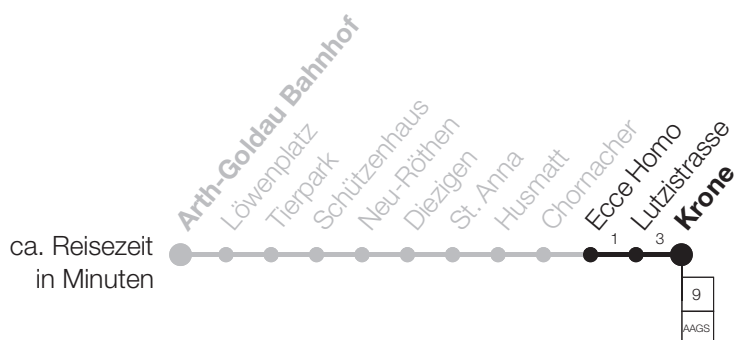 Arth-Goldau Bahnhof
Löwenplatz
Tierpark
Schützenhaus
Neu-Röthen
Diezigen
St. Anna
Husmatt
Chornacher
Ecce Homo
Lutzistrasse
Krone
ca. Reisezeit
in Minuten
1
3
9
AAGS